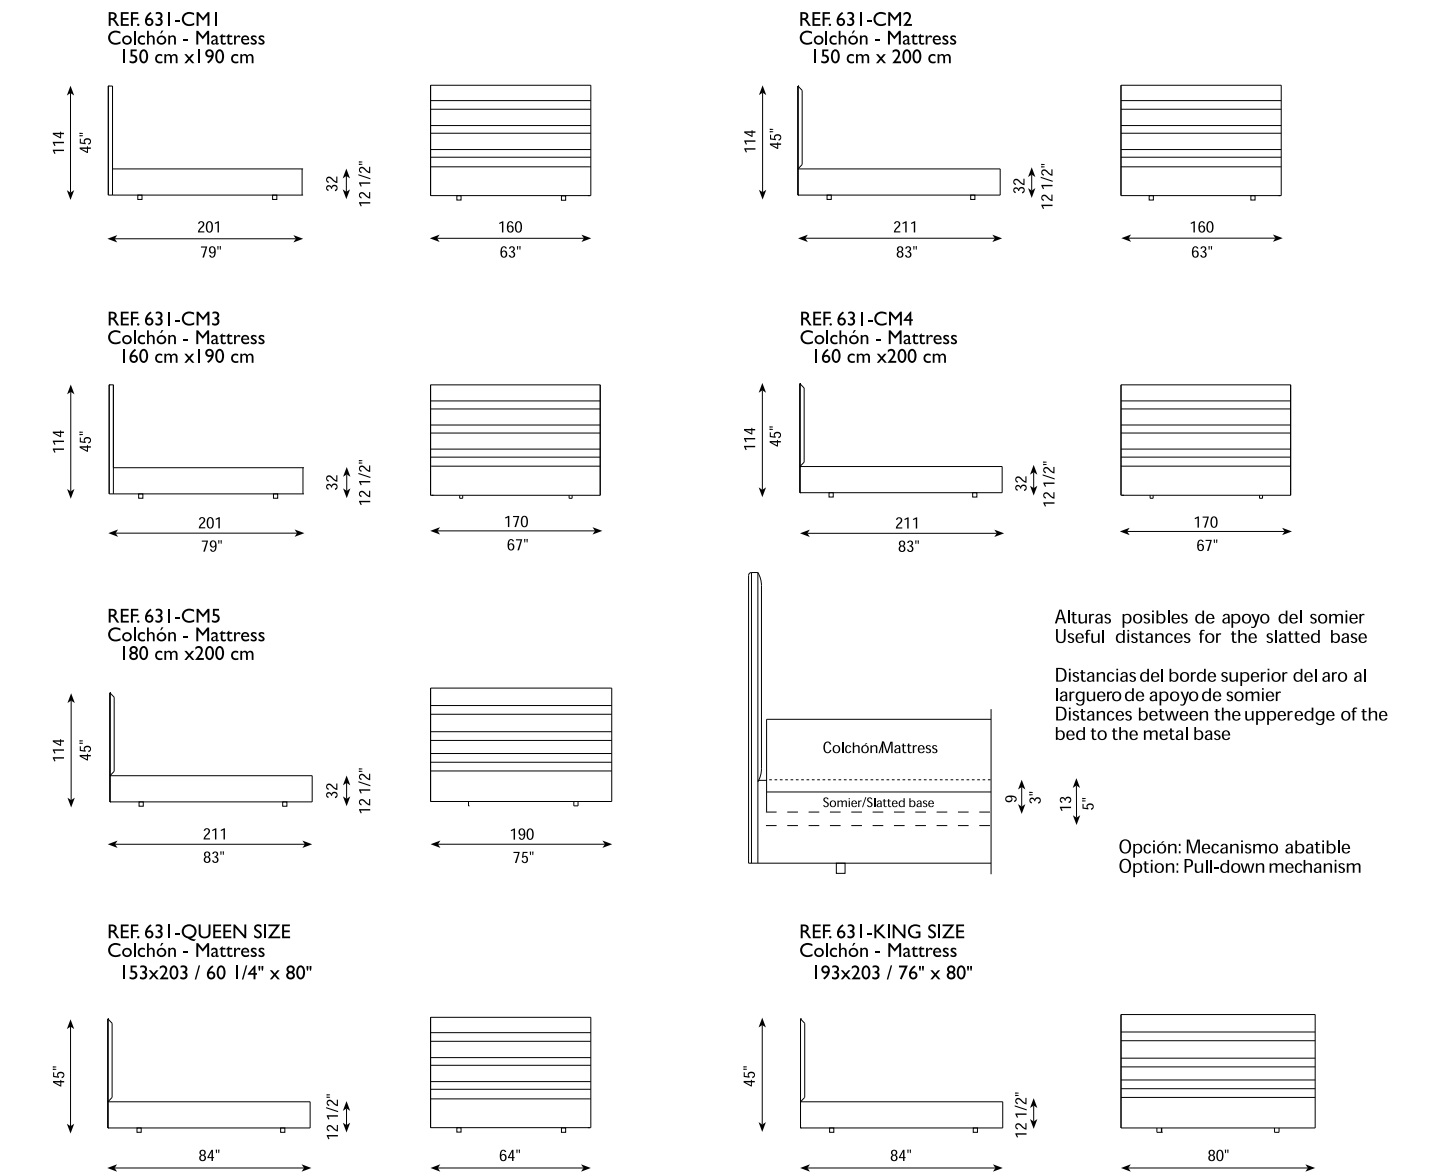 REF. 631-CM1
Colchón - Mattress
150 cm x190 cm
114
45"
32
12 1/2"
201
79"
160
63"
REF. 631-CM2
Colchón - Mattress
150 cm x 200 cm
114
45"
32
12 1/2"
211
83"
160
63"
REF. 631-CM3
Colchón - Mattress
160 cm x190 cm
114
45"
32
12 1/2"
201
79"
170
67"
REF. 631-CM4
Colchón - Mattress
160 cm x200 cm
114
45"
32
12 1/2"
211
83"
170
67"
REF. 631-CM5
Colchón - Mattress
180 cm x200 cm
114
45"
32
12 1/2"
211
83"
190
75"
Alturas posibles de apoyo del somier
Useful distances for the slatted base
Distancias del borde superior del aro al
larguero de apoyo de somier
Distances between the upperedge of the
bed to the metal base
Colchón/Mattress
Somier/Slatted base
9
3"
13
5"
Opción: Mecanismo abatible
Option: Pull-down mechanism
REF. 631-QUEEN SIZE
Colchón - Mattress
153x203 / 60 1/4" x 80"
45"
12 1/2"
84"
64"
REF. 631-KING SIZE
Colchón - Mattress
193x203 / 76" x 80"
45"
12 1/2"
84"
80"